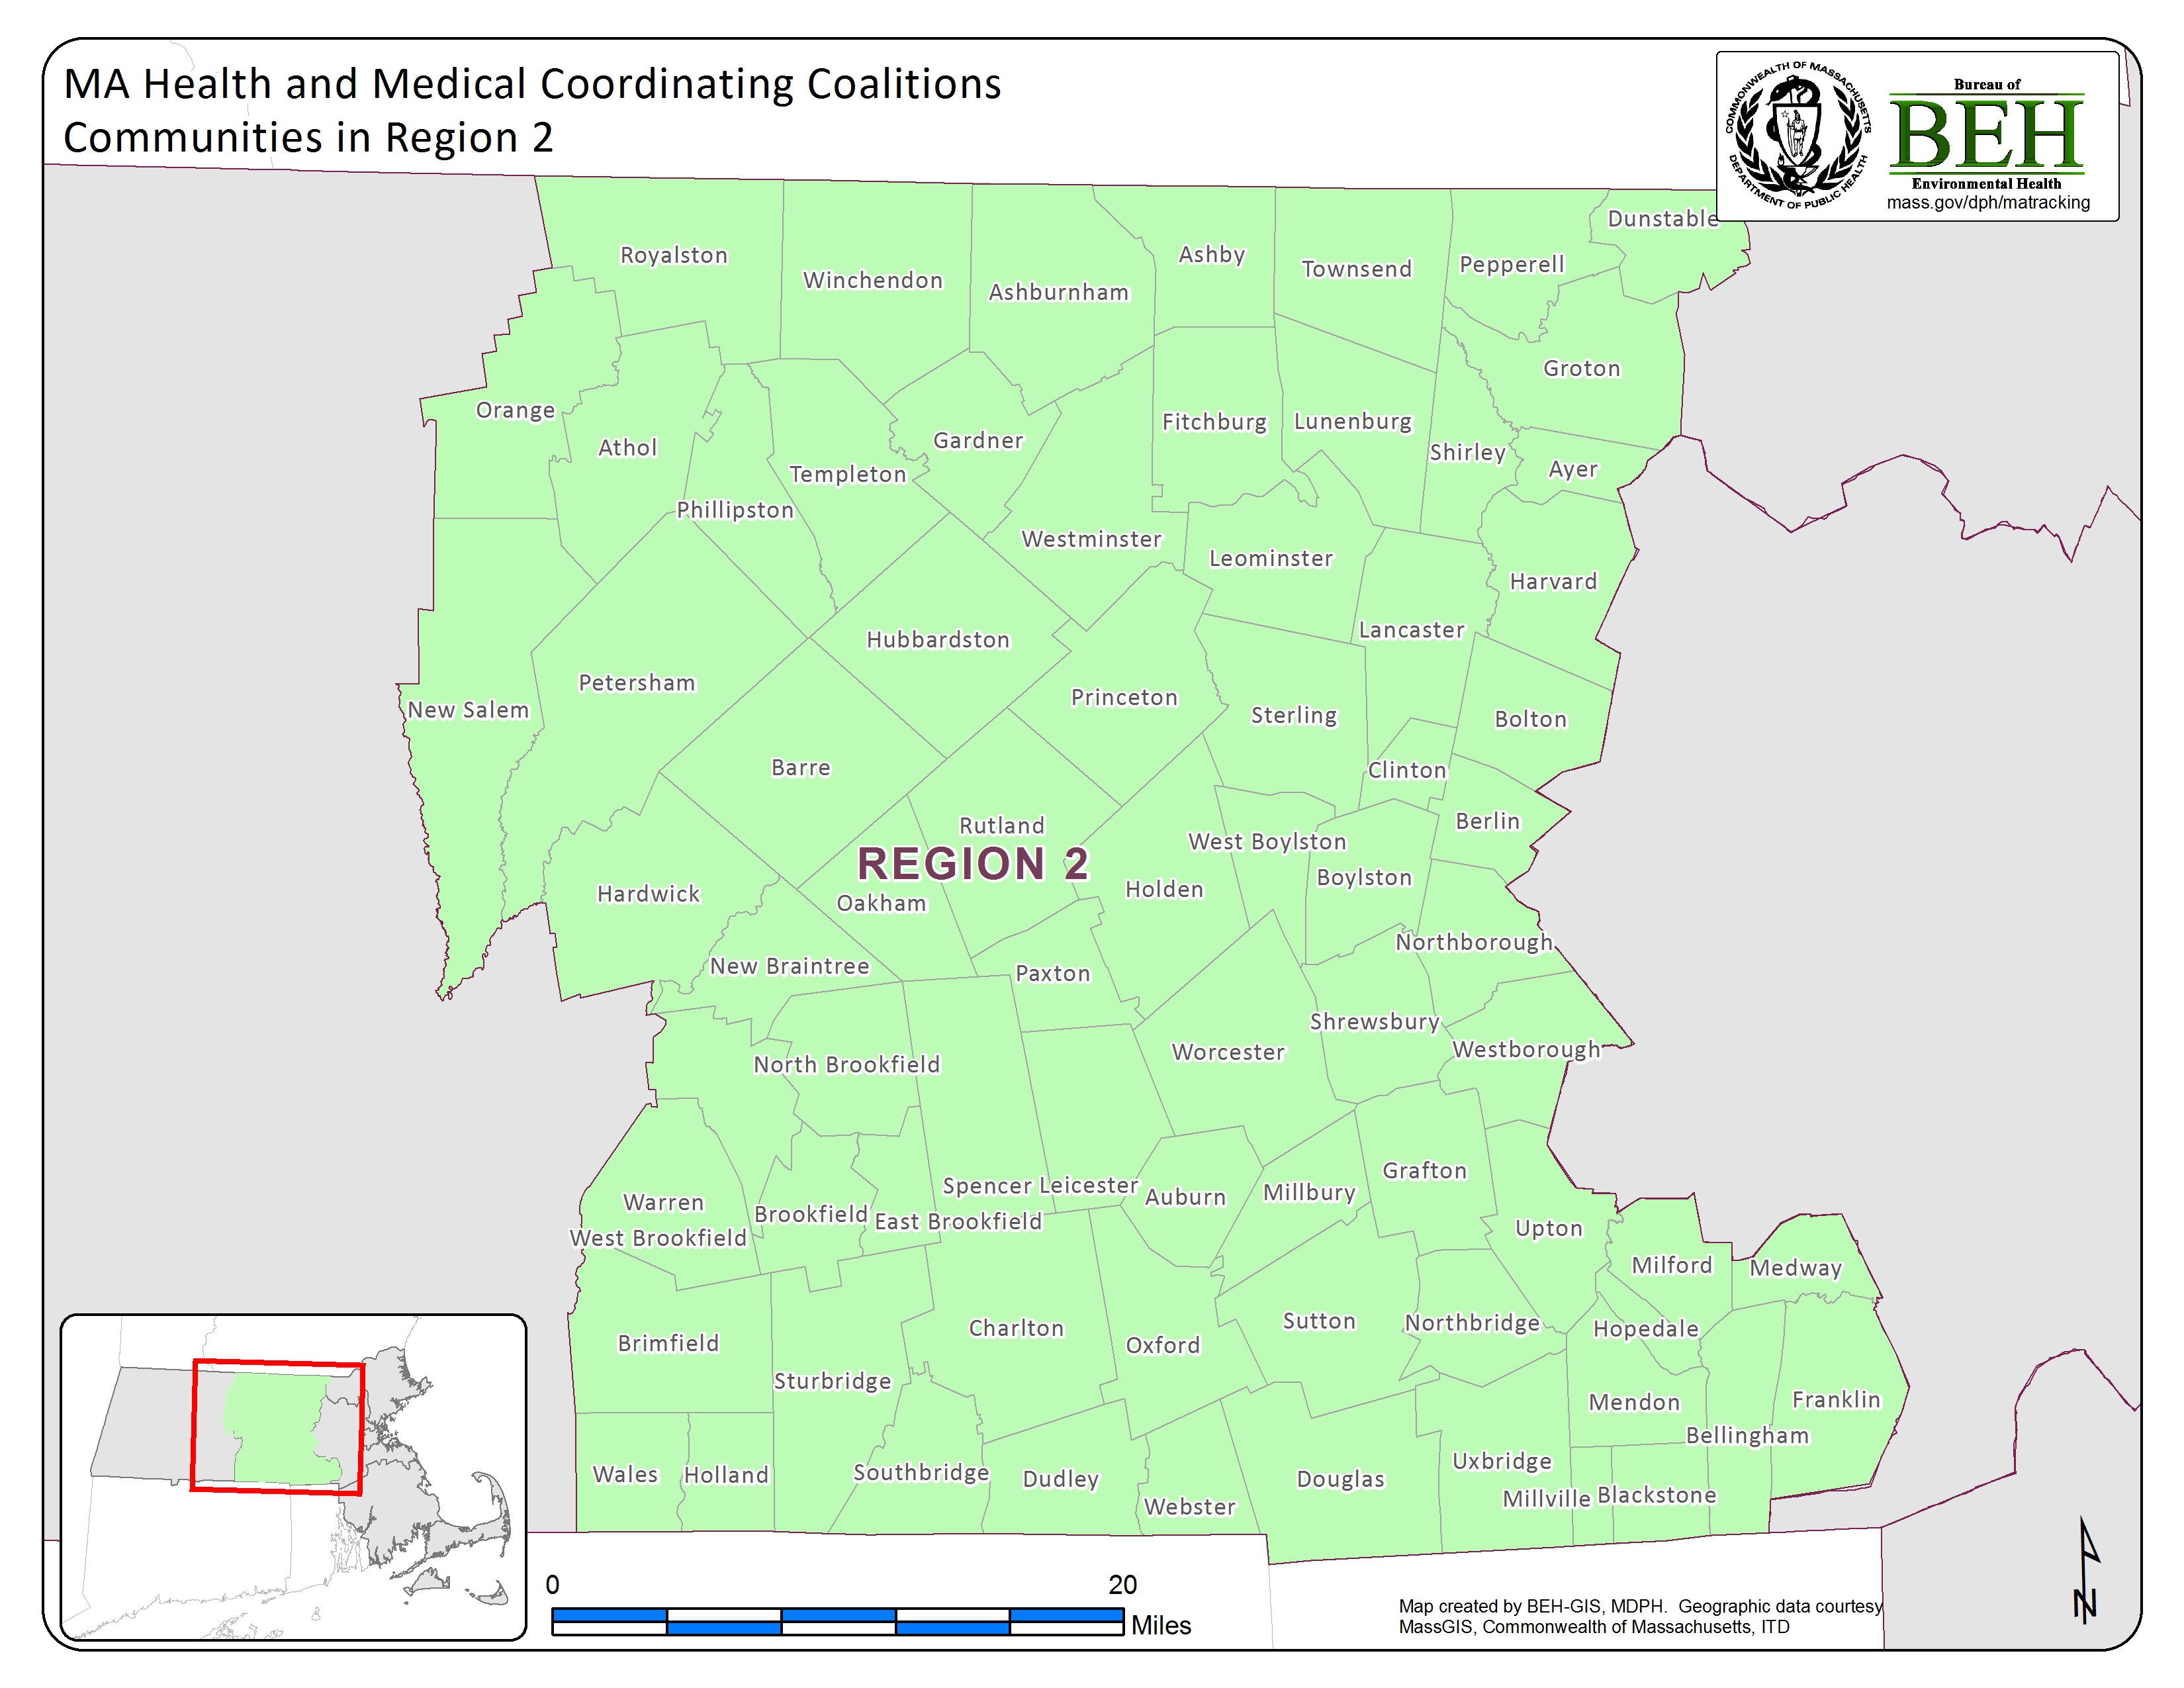 MA Health and Medical Coordinating Coalitions
Communities in Region 2
COMMONWEALTH OF MASSACHUSETTS
DEPARTMENT OF PUBLIC HEALTH
Bureau of
BEH
Environmental Health
mass.gov/dph/matracking
Dunstable
Royalston
Ashby
Pepperell
Townsend
Winchendon
Ashburnham
Groton
Orange
Fitchburg
Lunenburg
Gardner
Athol
Shirley
Ayer
Templeton
Phillipston
Westminster
Leominster
Harvard
Lancaster
Hubbardston
Petersham
Princeton
New Salem
Sterling
Bolton
Barre
Clinton
Berlin
Rutland
West Boylston
REGION 2
Boylston
Holden
Hardwick
Oakham
Northborough
New Braintree
Paxton
Shrewsbury
Westborough
Worcester
North Brookfield
Grafton
Spencer
Leicester
Millbury
Auburn
Warren
Brookfield
East Brookfield
Upton
West Brookfield
Milford
Medway
Sutton
Northbridge
Charlton
Hopedale
Brimfield
Oxford
Sturbridge
Franklin
Mendon
Bellingham
Uxbridge
Southbridge
Wales
Holland
Dudley
Douglas
Blackstone
Millville
Webster
0
20
Miles
Map created by BEH-GIS, MDPH. Geographic data courtesy
MassGIS, Commonwealth of Massachusetts, ITD
N